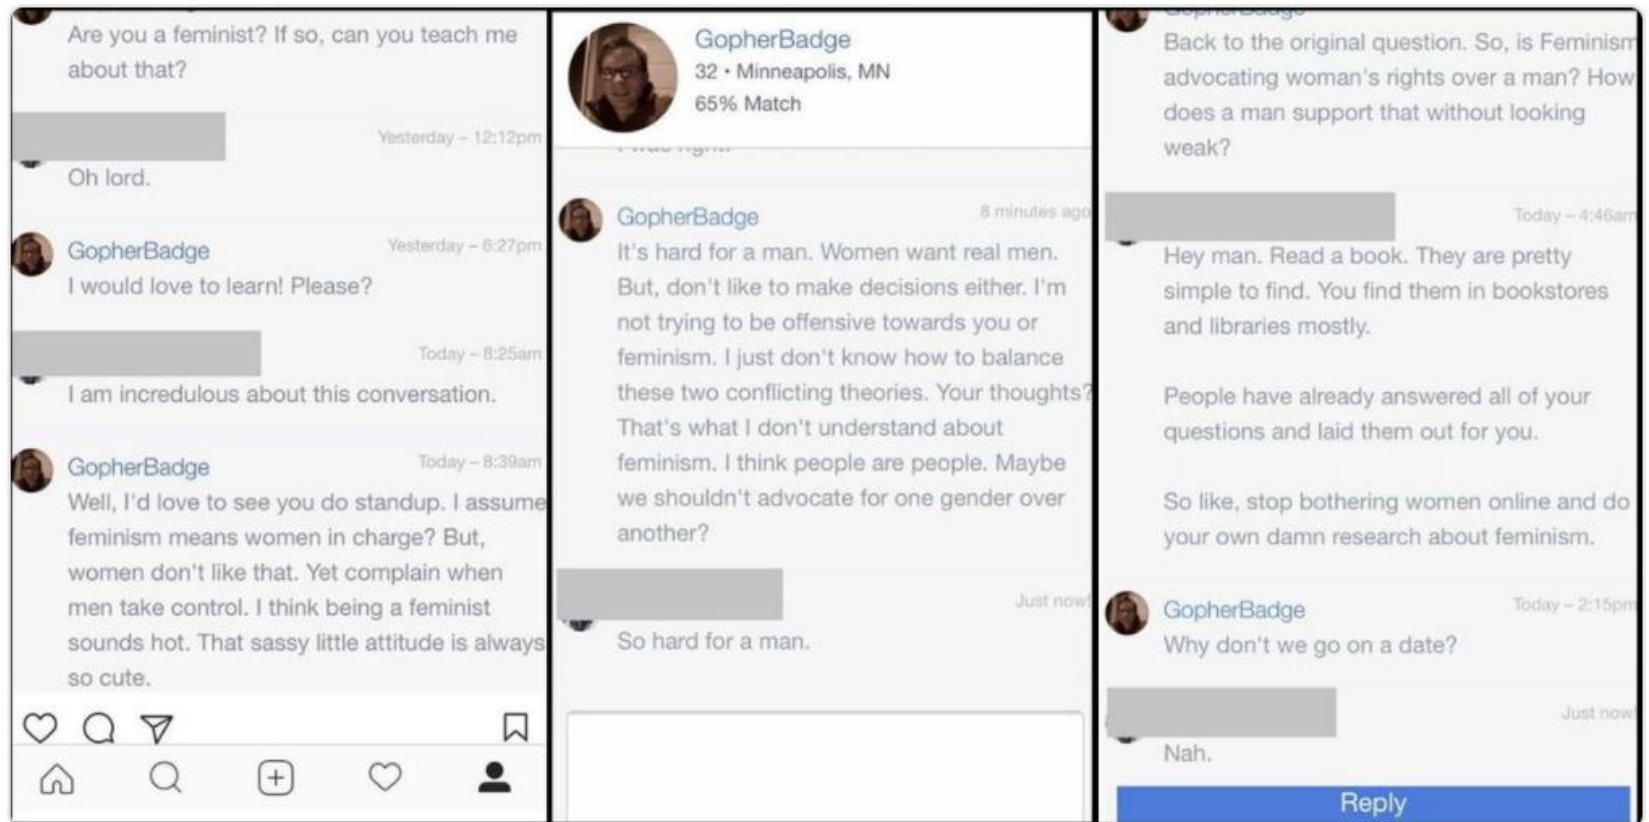 Are you a feminist? If so, can you teach me
about that?
Yesterday – 12:12pm
Oh lord.
GopherBadge
Yesterday – 6:27pm
I would love to learn! Please?
Today – 8:25am
I am incredulous about this conversation.
GopherBadge
Today – 8:39am
Well, I'd love to see you do standup. I assume
feminism means women in charge? But,
women don't like that. Yet complain when
men take control. I think being a feminist
sounds hot. That sassy little attitude is always
so cute.
GopherBadge
32 • Minneapolis, MN
65% Match
GopherBadge
8 minutes ago
It's hard for a man. Women want real men.
But, don't like to make decisions either. I'm
not trying to be offensive towards you or
feminism. I just don't know how to balance
these two conflicting theories. Your thoughts?
That's what I don't understand about
feminism. I think people are people. Maybe
we shouldn't advocate for one gender over
another?
Just now!
So hard for a man.
GopherBadge
Back to the original question. So, is Feminism
advocating woman's rights over a man? How
does a man support that without looking
weak?
Today – 4:46am
Hey man. Read a book. They are pretty
simple to find. You find them in bookstores
and libraries mostly.
People have already answered all of your
questions and laid them out for you.
So like, stop bothering women online and do
your own damn research about feminism.
GopherBadge
Today – 2:15pm
Why don't we go on a date?
Just now!
Nah.
Reply